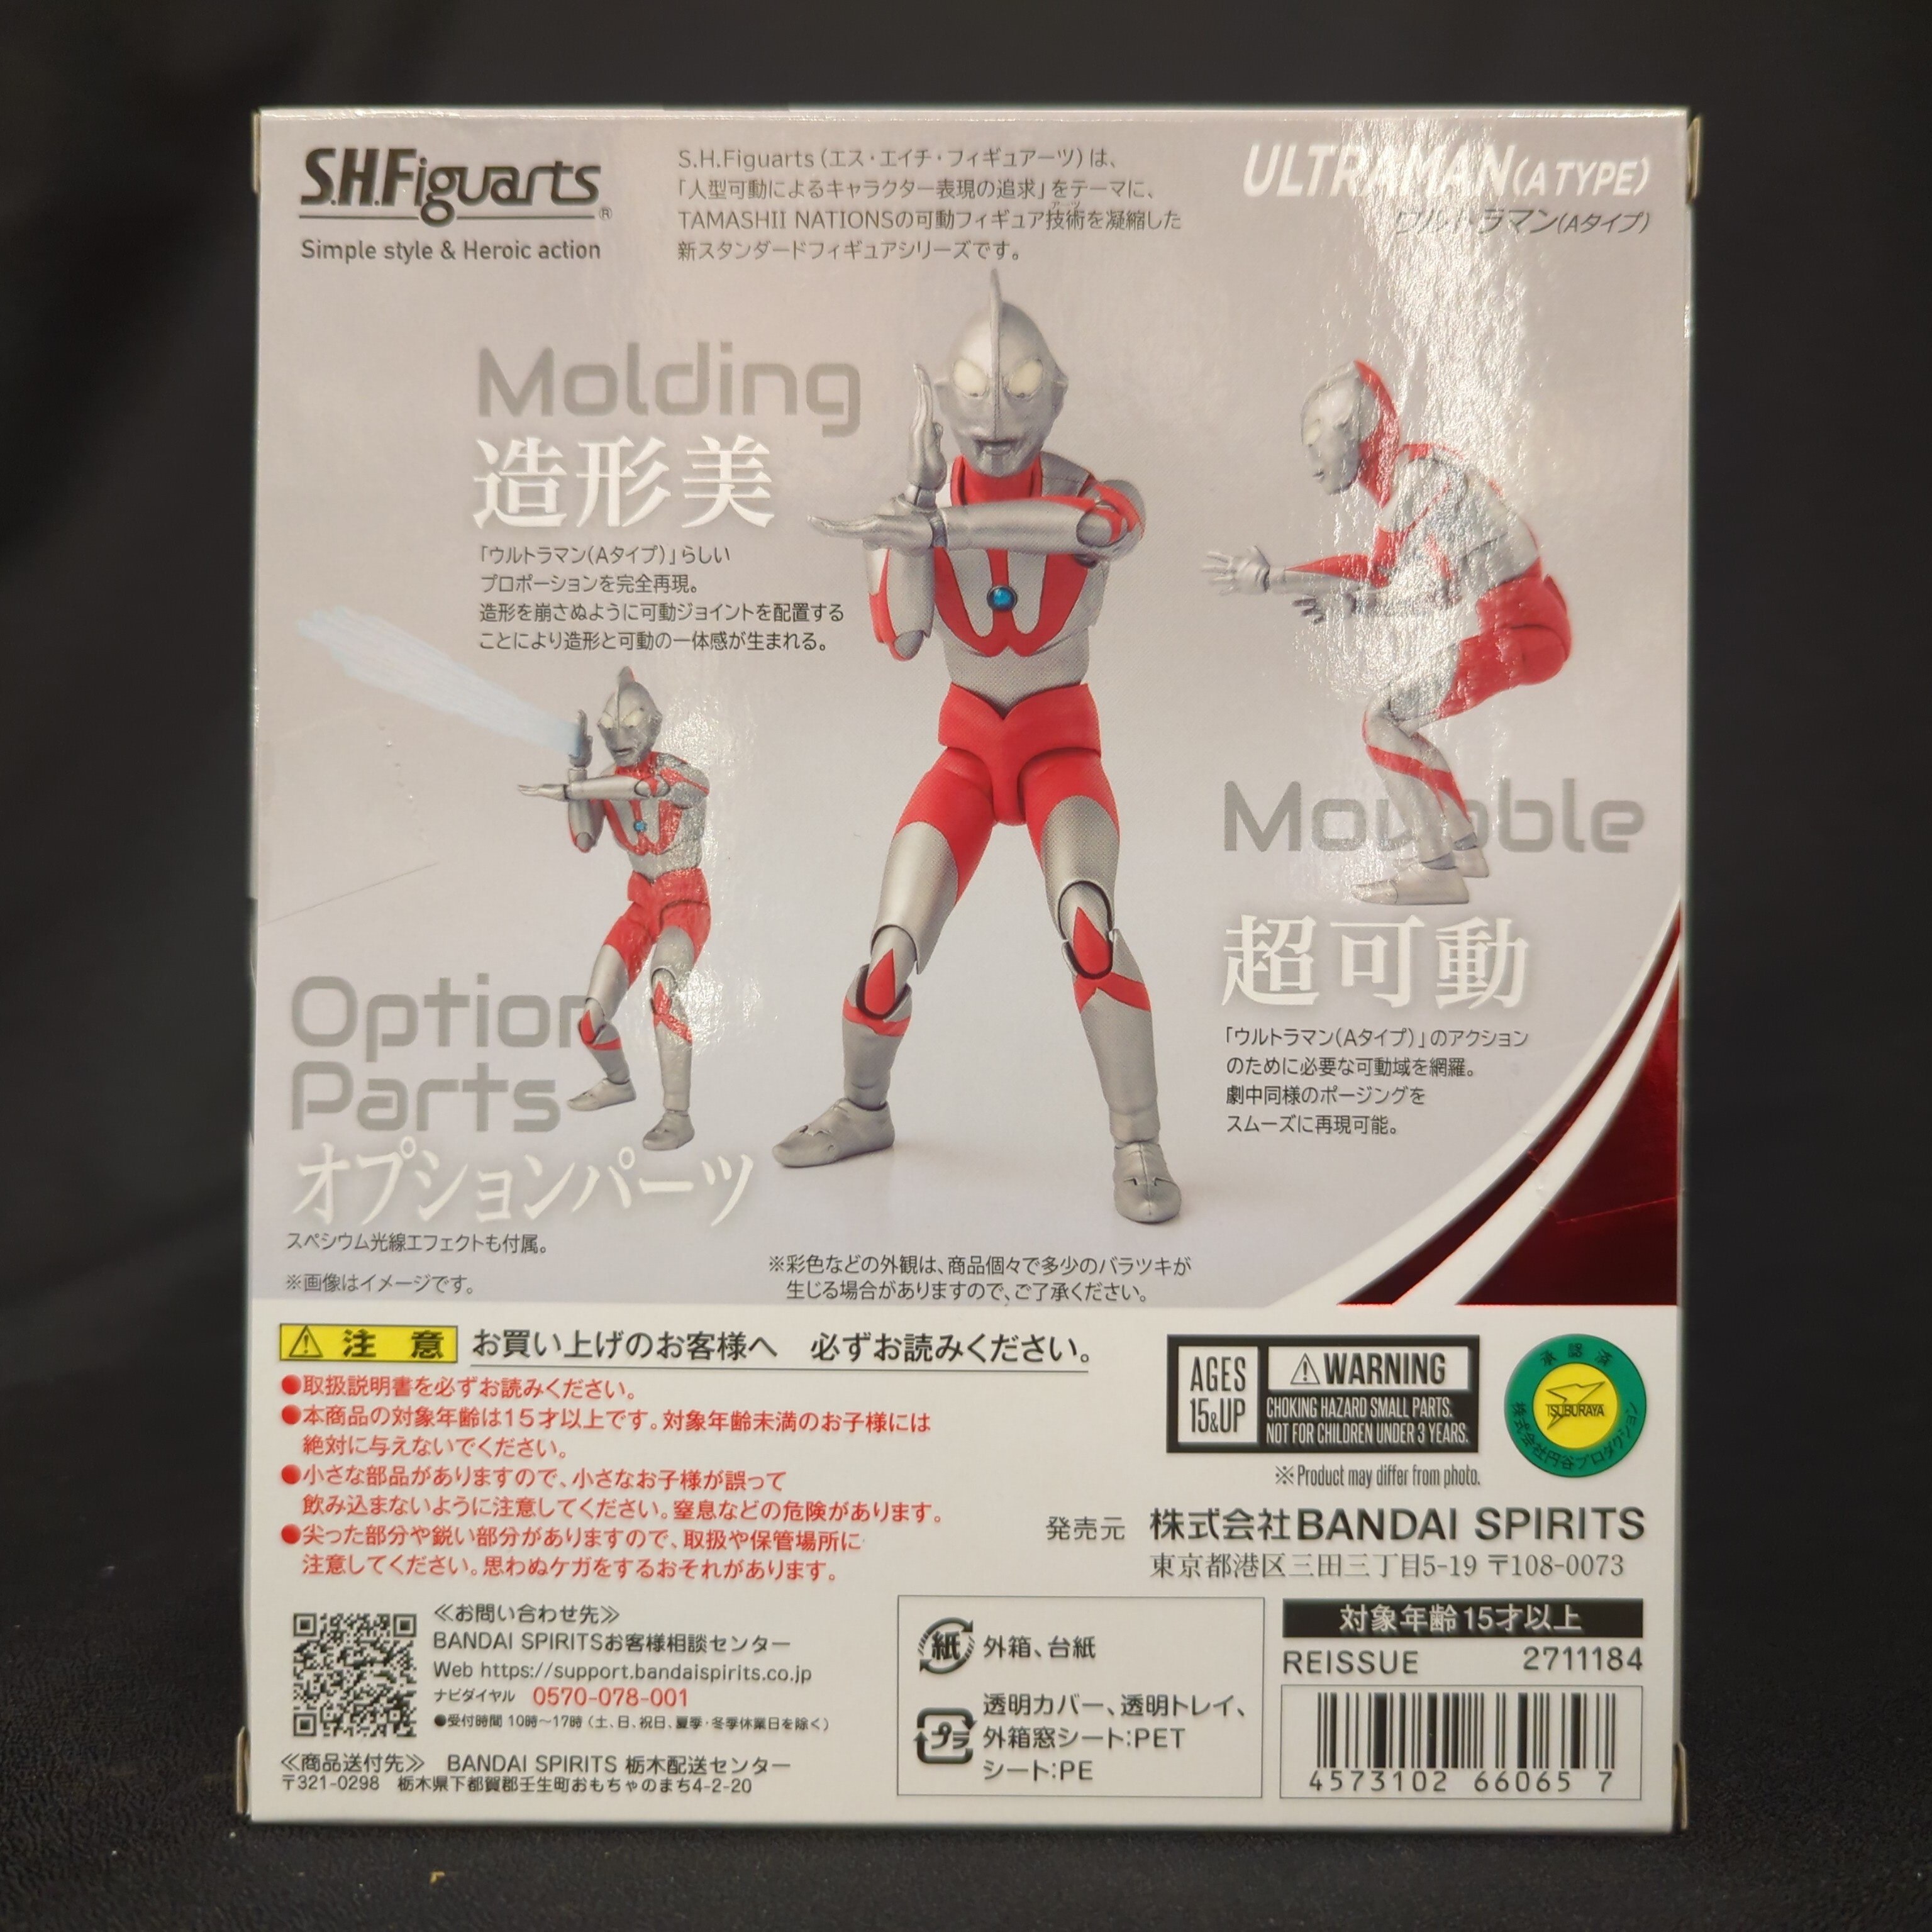 S.H.Figuarts®
Simple style & Heroic action
S.H.Figuarts(エス・エイチ・フィギュアーツ)は、
「人型可動によるキャラクター表現の追求」をテーマに、
アーツ
TAMASHII NATIONSの可動フィギュア技術を凝縮した
新スタンダードフィギュアシリーズです。
ULTRAMAN(A TYPE)
ウルトラマン(Aタイプ)
Molding
造形美
「ウルトラマン(Aタイプ)」らしい
プロポーションを完全再現。
造形を崩さぬように可動ジョイントを配置する
ことにより造形と可動の一体感が生まれる。
Movable
超可動
「ウルトラマン(Aタイプ)」のアクション
のために必要な可動域を網羅。
劇中同様のポージングを
スムーズに再現可能。
Option
Parts
オプションパーツ
スペシウム光線エフェクトも付属。
※画像はイメージです。
※彩色などの外観は、商品個々で多少のバラツキが
生じる場合がありますので、ご了承ください。
⚠注 意 お買い上げのお客様へ 必ずお読みください。
●取扱説明書を必ずお読みください。
●本商品の対象年齢は15才以上です。対象年齢未満のお子様には
絶対に与えないでください。
●小さな部品がありますので、小さなお子様が誤って
飲み込まないように注意してください。窒息などの危険があります。
●尖った部分や鋭い部分がありますので、取扱や保管場所に
注意してください。思わぬケガをするおそれがあります。
AGES
15&UP
⚠WARNING
CHOKING HAZARD SMALL PARTS.
NOT FOR CHILDREN UNDER 3 YEARS.
※Product may differ from photo.
承認済
TSUBURAYA
株式会社円谷プロダクション
発売元 株式会社BANDAI SPIRITS
東京都港区三田三丁目5-19 〒108-0073
≪お問い合わせ先≫
BANDAI SPIRITSお客様相談センター
Web https://support.bandaispirits.co.jp
ナビダイヤル 0570-078-001
●受付時間 10時〜17時(土、日、祝日、夏季・冬季休業日を除く)
≪商品送付先≫ BANDAI SPIRITS 栃木配送センター
〒321-0298 栃木県下都賀郡壬生町おもちゃのまち4-2-20
紙 外箱、台紙
プラ 透明カバー、透明トレイ、
外箱窓シート:PET
シート:PE
対象年齢15才以上
REISSUE 2711184
4573102 66065 7